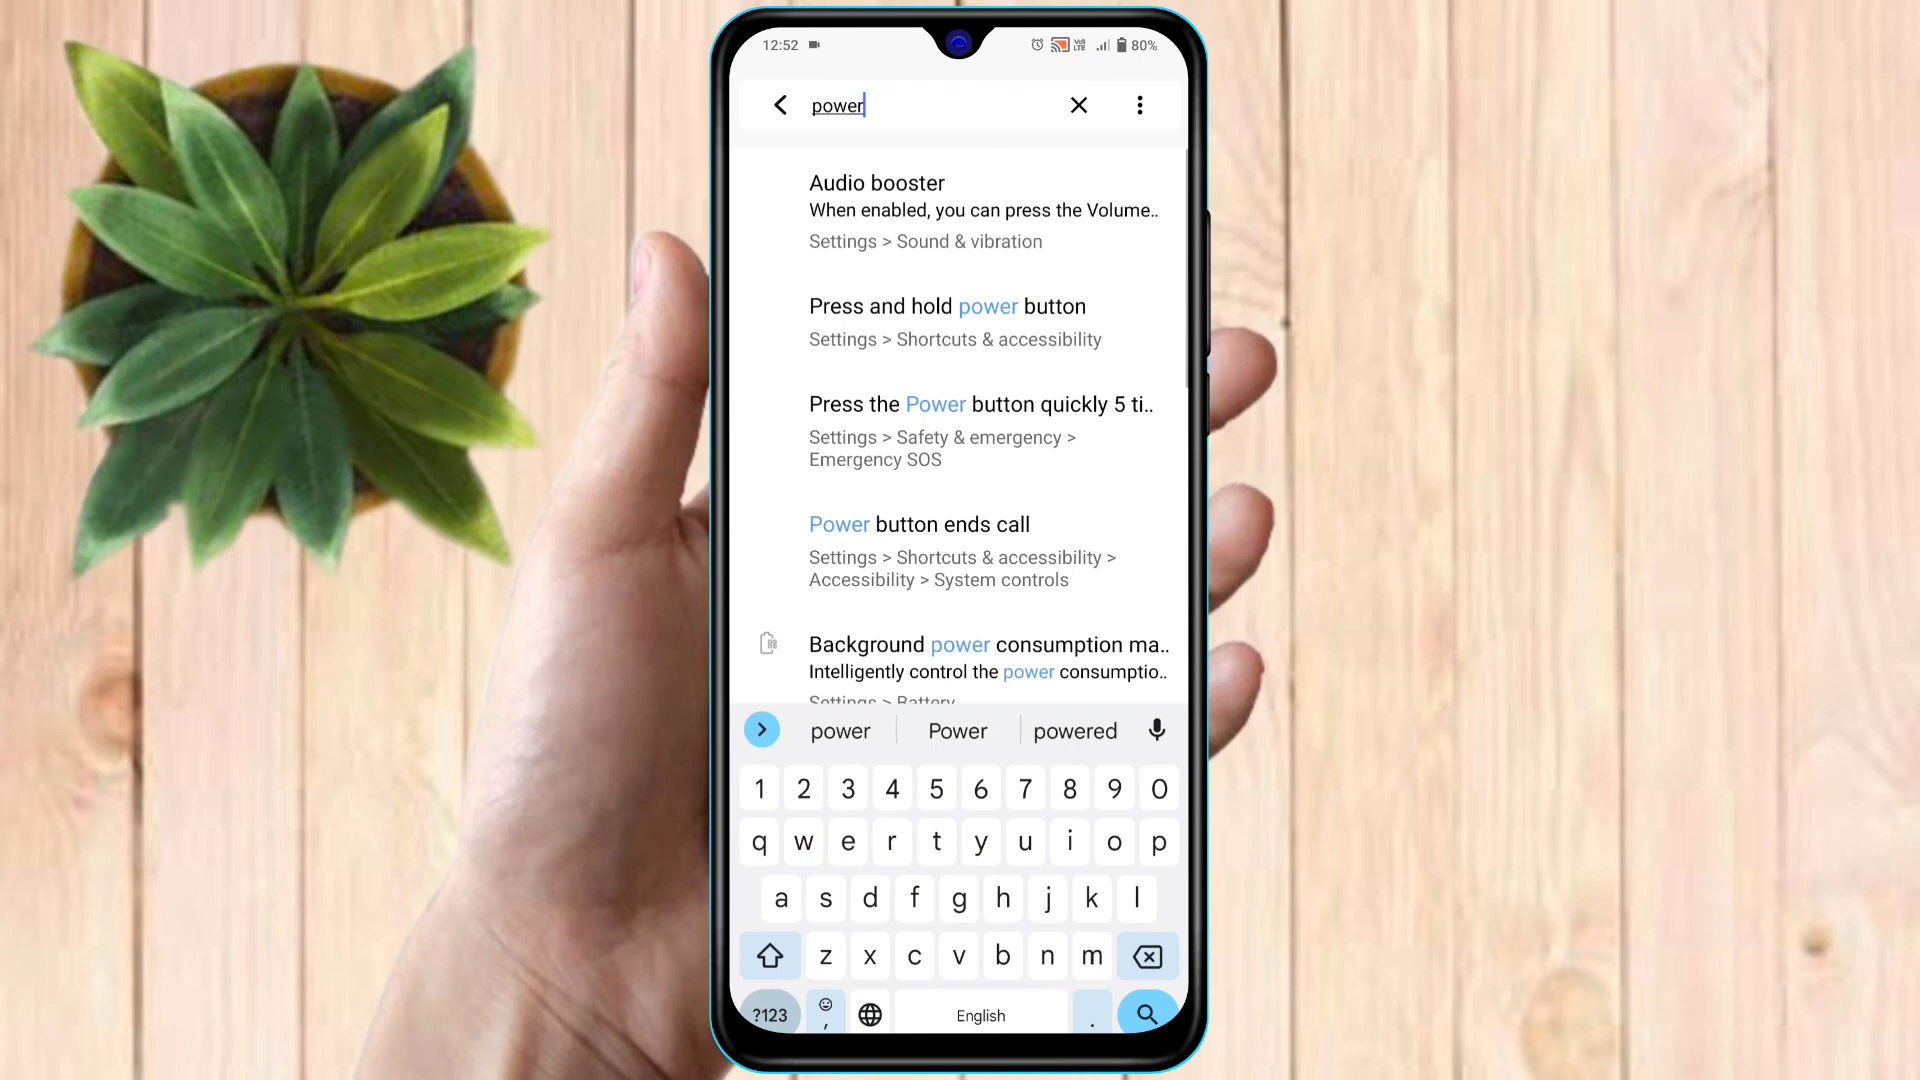 12:52 80%
power
Audio booster
When enabled, you can press the Volume..
Settings > Sound & vibration
Press and hold power button
Settings > Shortcuts & accessibility
Press the Power button quickly 5 ti..
Settings > Safety & emergency >
Emergency SOS
Power button ends call
Settings > Shortcuts & accessibility >
Accessibility > System controls
Background power consumption ma..
Intelligently control the power consumptio..
Settings > Battery
power Power powered
1 2 3 4 5 6 7 8 9 0
q w e r t y u i o p
a s d f g h j k l
z x c v b n m
?123 , English .